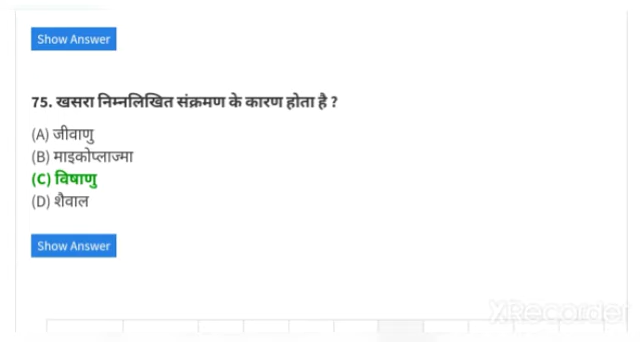 Show Answer
75. खसरा निम्नलिखित संक्रमण के कारण होता है ?
(A) जीवाणु
(B) माइकोप्लाज्मा
(C) विषाणु
(D) शैवाल
Show Answer
XRecorder